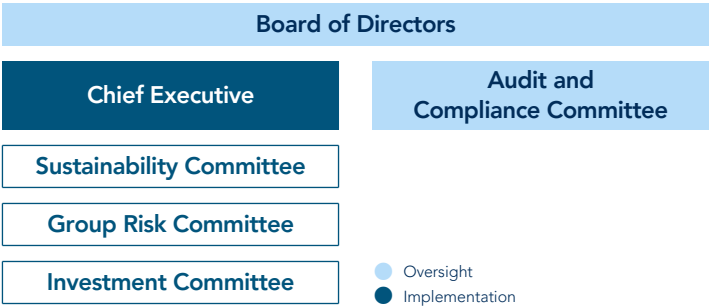 Board of Directors
Chief Executive
Audit and
Compliance Committee
Sustainability Committee
Group Risk Committee
Investment Committee
Oversight
Implementation